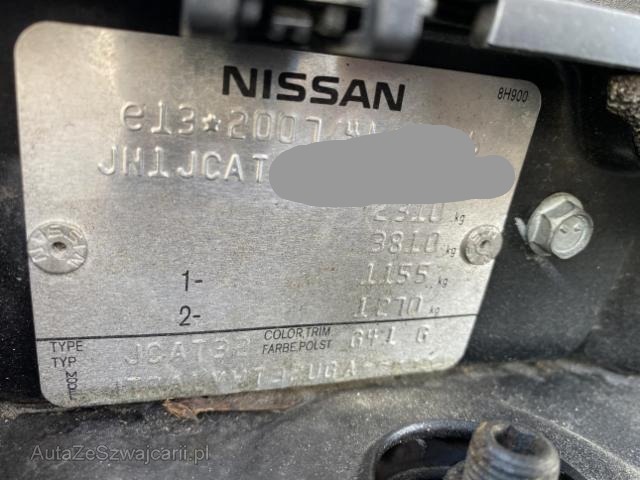 NISSAN
8H900
e13*2007/
JN1JCAT
2310 kg
3810 kg
1- 1155 kg
2- 1270 kg
TYPE COLOR,TRIM
TYP FARBE,POLST G41 G
MODEL
AutaZeSzwajcarii.pl